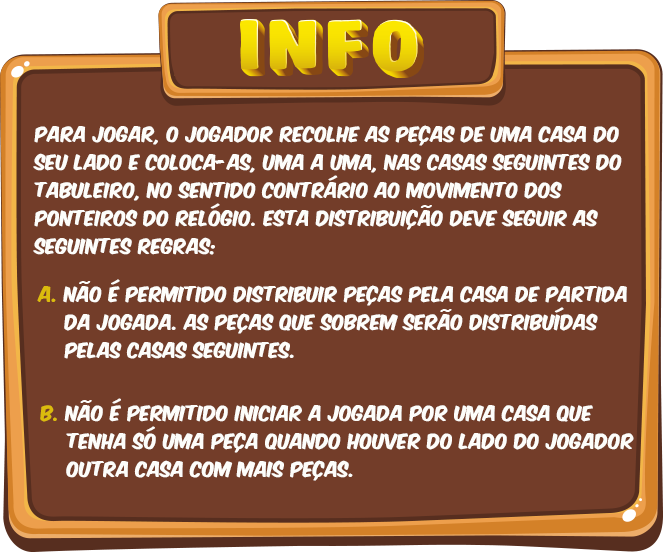 INFO
PARA JOGAR, O JOGADOR RECOLHE AS PEÇAS DE UMA CASA DO
SEU LADO E COLOCA-AS, UMA A UMA, NAS CASAS SEGUINTES DO
TABULEIRO, NO SENTIDO CONTRÁRIO AO MOVIMENTO DOS
PONTEIROS DO RELÓGIO. ESTA DISTRIBUIÇÃO DEVE SEGUIR AS
SEGUINTES REGRAS:
A. NÃO É PERMITIDO DISTRIBUIR PEÇAS PELA CASA DE PARTIDA
DA JOGADA. AS PEÇAS QUE SOBREM SERÃO DISTRIBUÍDAS
PELAS CASAS SEGUINTES.
B. NÃO É PERMITIDO INICIAR A JOGADA POR UMA CASA QUE
TENHA SÓ UMA PEÇA QUANDO HOUVER DO LADO DO JOGADOR
OUTRA CASA COM MAIS PEÇAS.